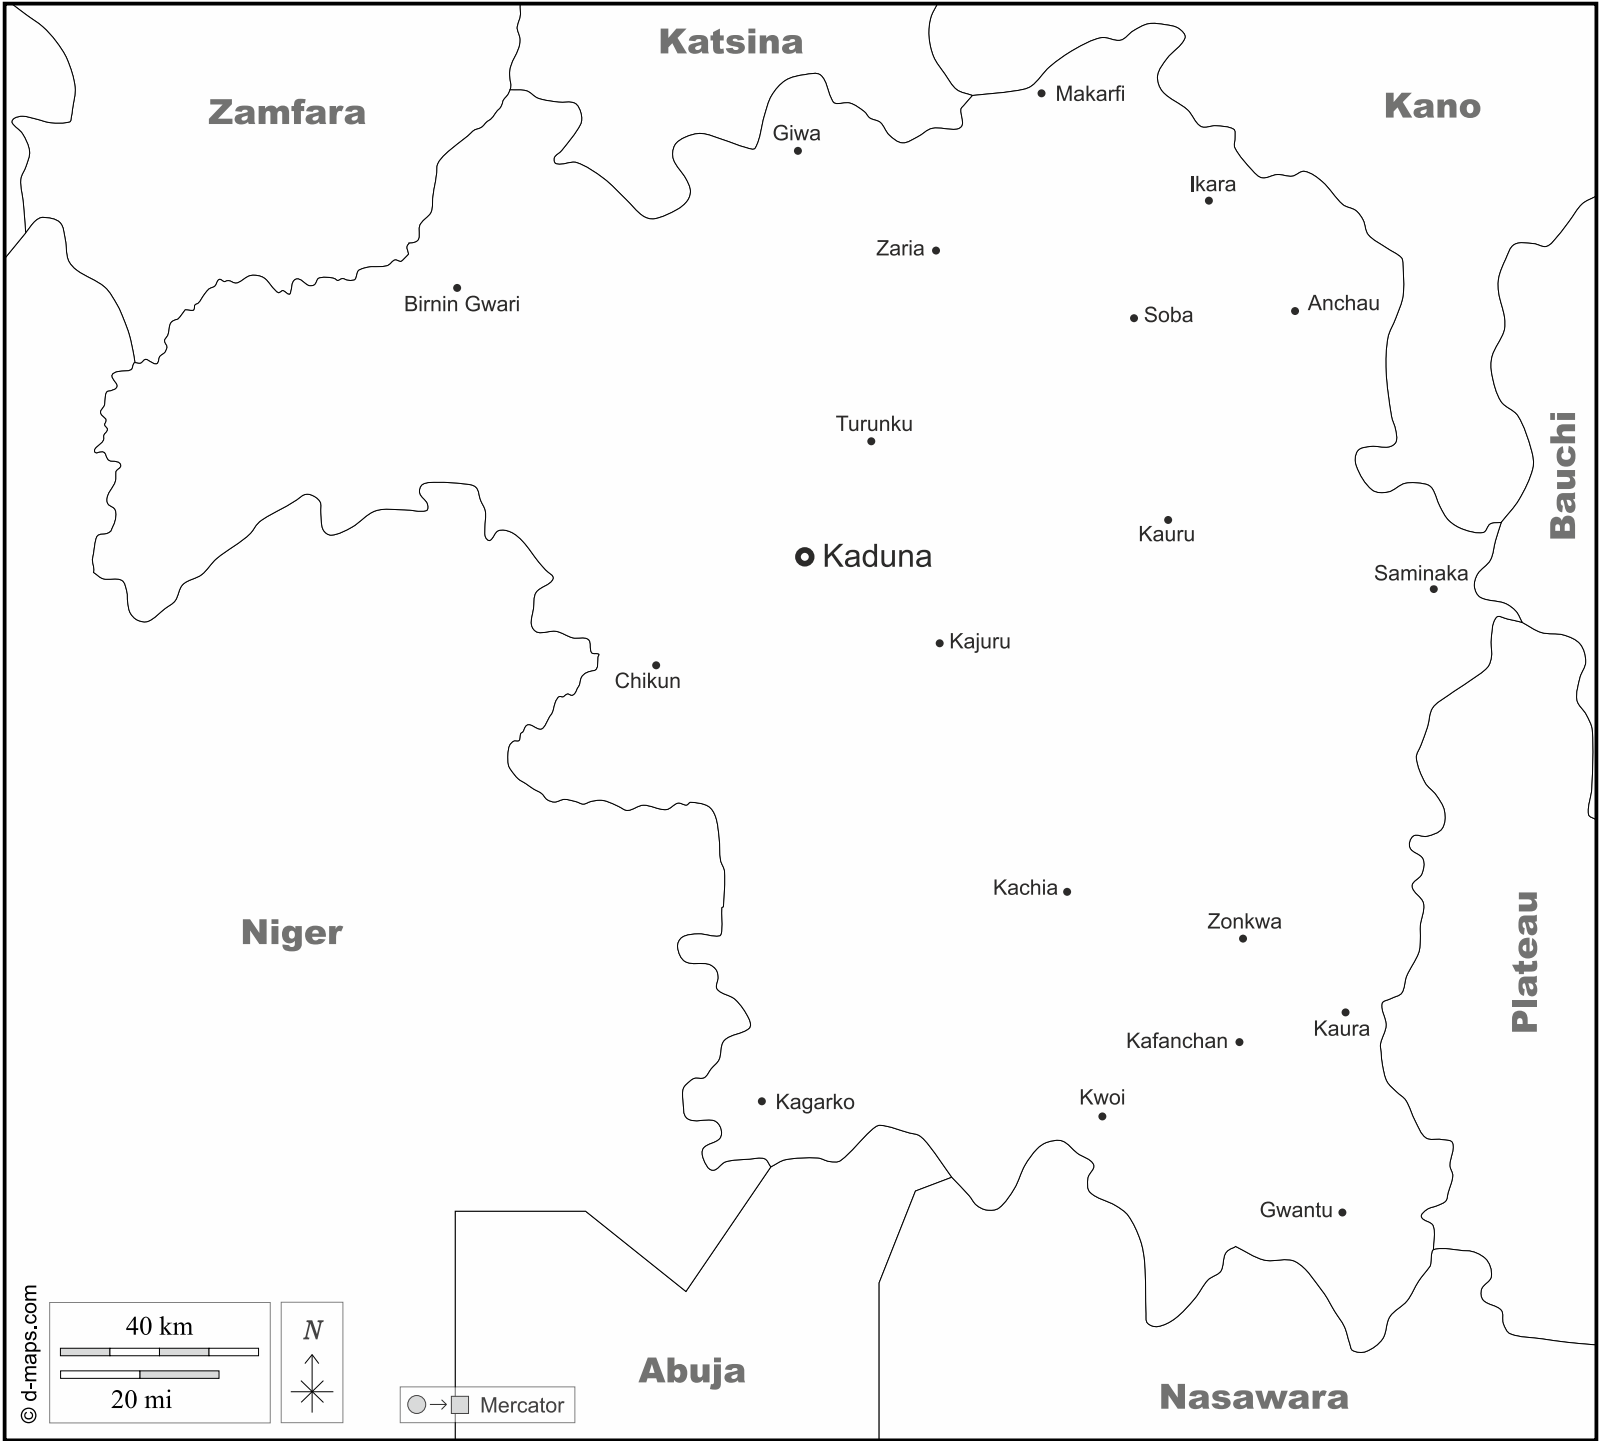 Katsina
Zamfara
Kano
Makarfi
Giwa
Ikara
Zaria
Birnin Gwari
Soba
Anchau
Turunku
Bauchi
Kauru
Kaduna
Saminaka
Kajuru
Chikun
Kachia
Zonkwa
Niger
Plateau
Kaura
Kafanchan
Kwoi
Kagarko
Gwantu
© d-maps.com
40 km
20 mi
N
Mercator
Abuja
Nasawara